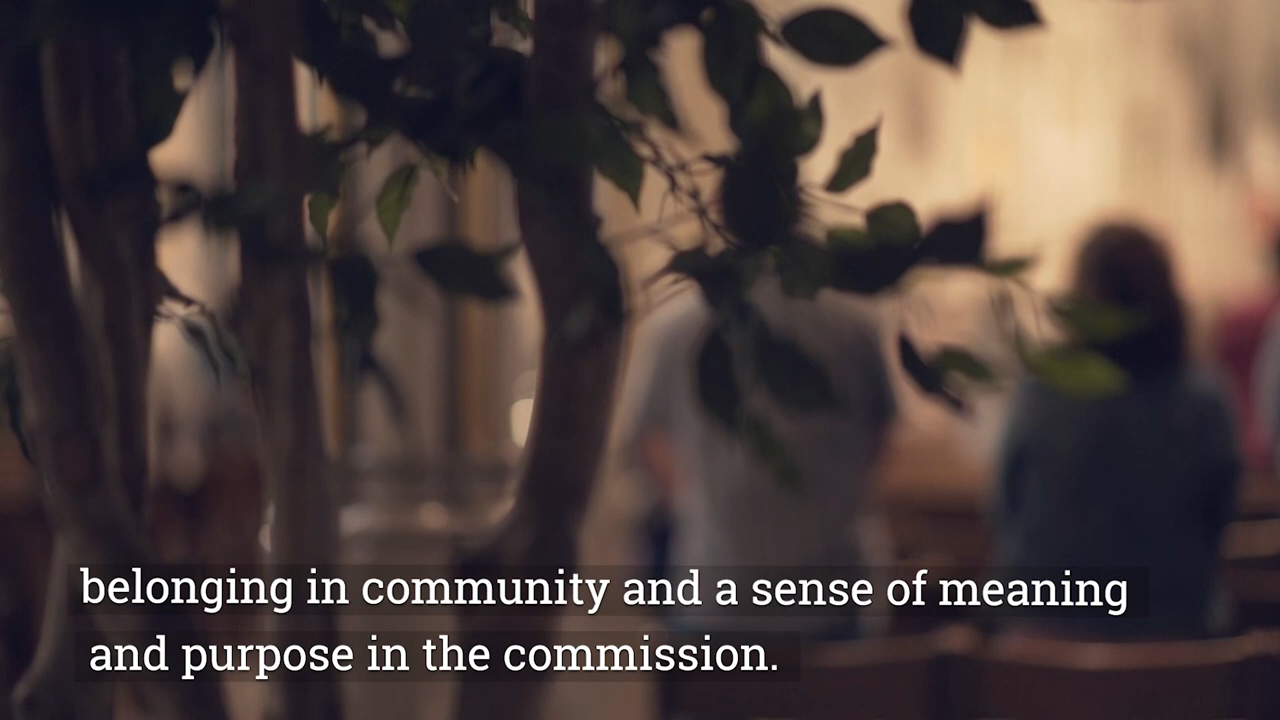 belonging in community and a sense of meaning
and purpose in the commission.